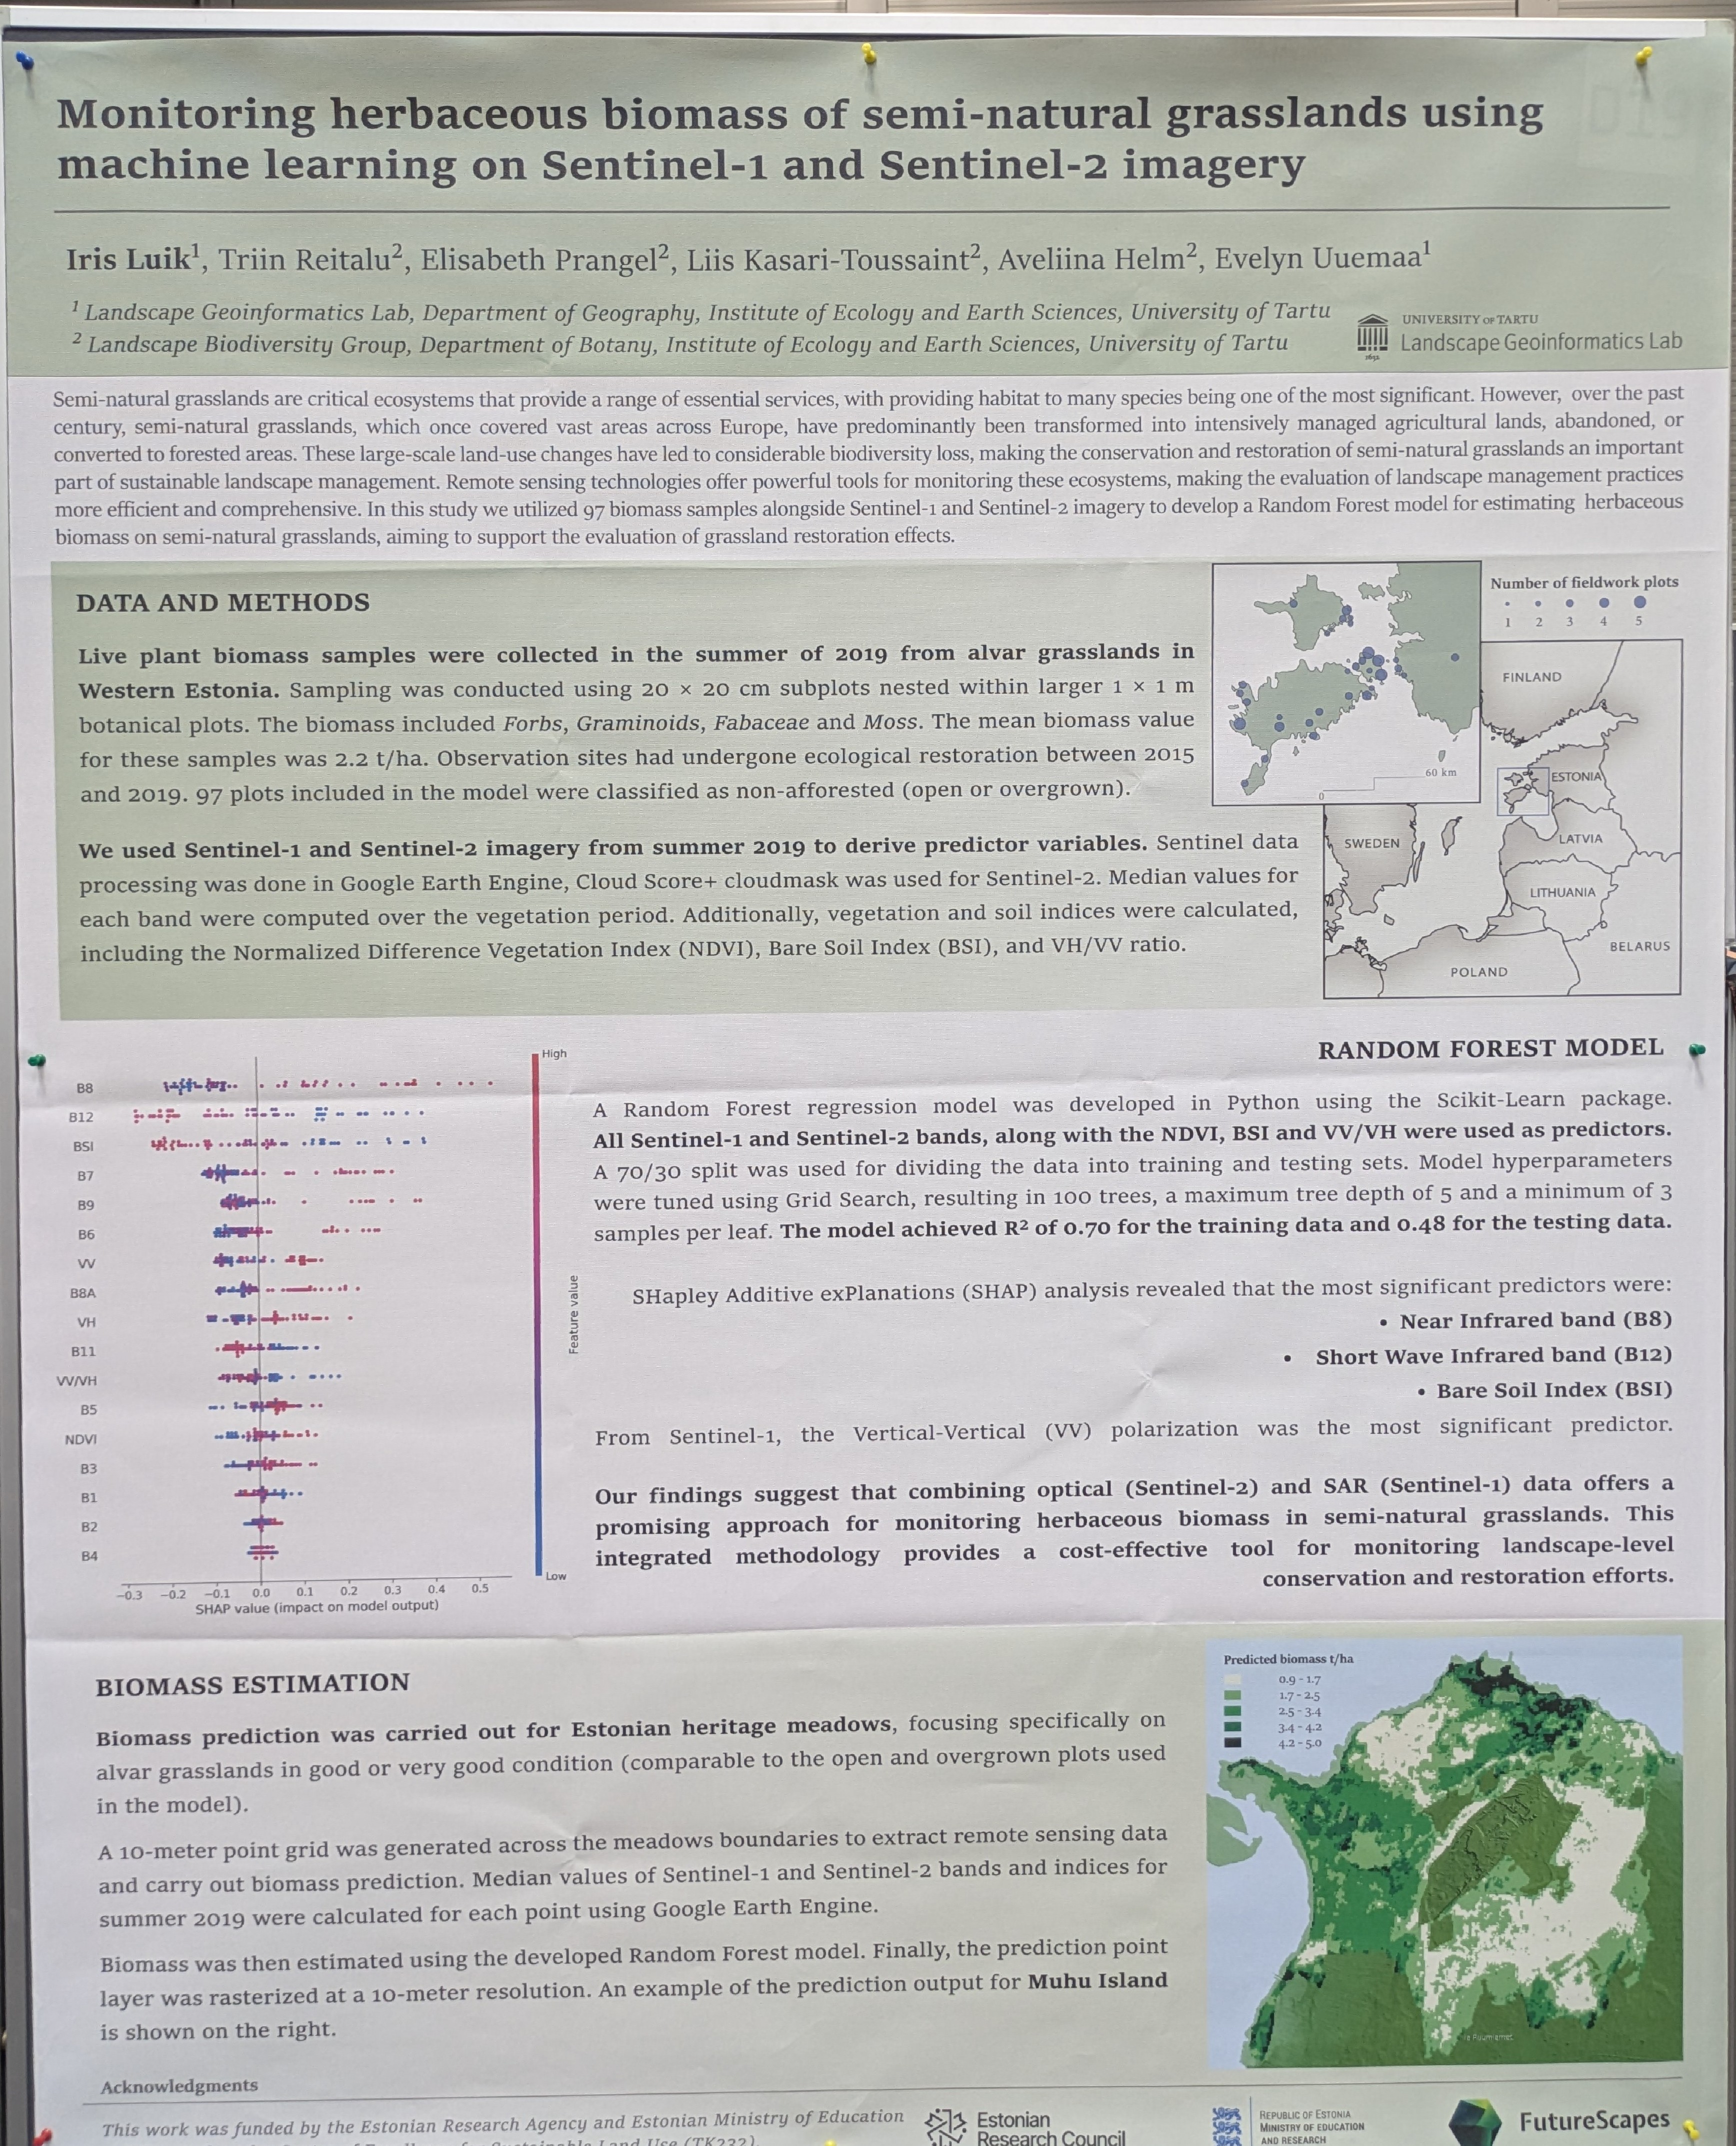 Monitoring herbaceous biomass of semi-natural grasslands using
machine learning on Sentinel-1 and Sentinel-2 imagery
Iris Luik¹, Triin Reitalu², Elisabeth Prangel², Liis Kasari-Toussaint², Aveliina Helm², Evelyn Uuemaa¹
¹ Landscape Geoinformatics Lab, Department of Geography, Institute of Ecology and Earth Sciences, University of Tartu
² Landscape Biodiversity Group, Department of Botany, Institute of Ecology and Earth Sciences, University of Tartu
UNIVERSITY OF TARTU
Landscape Geoinformatics Lab
1632
Semi-natural grasslands are critical ecosystems that provide a range of essential services, with providing habitat to many species being one of the most significant. However, over the past
century, semi-natural grasslands, which once covered vast areas across Europe, have predominantly been transformed into intensively managed agricultural lands, abandoned, or
converted to forested areas. These large-scale land-use changes have led to considerable biodiversity loss, making the conservation and restoration of semi-natural grasslands an important
part of sustainable landscape management. Remote sensing technologies offer powerful tools for monitoring these ecosystems, making the evaluation of landscape management practices
more efficient and comprehensive. In this study we utilized 97 biomass samples alongside Sentinel-1 and Sentinel-2 imagery to develop a Random Forest model for estimating herbaceous
biomass on semi-natural grasslands, aiming to support the evaluation of grassland restoration effects.
DATA AND METHODS
Live plant biomass samples were collected in the summer of 2019 from alvar grasslands in
Western Estonia. Sampling was conducted using 20 × 20 cm subplots nested within larger 1 × 1 m
botanical plots. The biomass included Forbs, Graminoids, Fabaceae and Moss. The mean biomass value
for these samples was 2.2 t/ha. Observation sites had undergone ecological restoration between 2015
and 2019. 97 plots included in the model were classified as non-afforested (open or overgrown).
We used Sentinel-1 and Sentinel-2 imagery from summer 2019 to derive predictor variables. Sentinel data
processing was done in Google Earth Engine, Cloud Score+ cloudmask was used for Sentinel-2. Median values for
each band were computed over the vegetation period. Additionally, vegetation and soil indices were calculated,
including the Normalized Difference Vegetation Index (NDVI), Bare Soil Index (BSI), and VH/VV ratio.
Number of fieldwork plots
1 2 3 4 5
0 60 km
FINLAND
ESTONIA
SWEDEN
LATVIA
LITHUANIA
BELARUS
POLAND
High
B8
B12
BSI
B7
B9
B6
VV
B8A
VH
B11
VV/VH
B5
NDVI
B3
B1
B2
B4
Feature value
Low
−0.3 −0.2 −0.1 0.0 0.1 0.2 0.3 0.4 0.5
SHAP value (impact on model output)
RANDOM FOREST MODEL
A Random Forest regression model was developed in Python using the Scikit-Learn package.
All Sentinel-1 and Sentinel-2 bands, along with the NDVI, BSI and VV/VH were used as predictors.
A 70/30 split was used for dividing the data into training and testing sets. Model hyperparameters
were tuned using Grid Search, resulting in 100 trees, a maximum tree depth of 5 and a minimum of 3
samples per leaf. The model achieved R² of 0.70 for the training data and 0.48 for the testing data.
SHapley Additive exPlanations (SHAP) analysis revealed that the most significant predictors were:
• Near Infrared band (B8)
• Short Wave Infrared band (B12)
• Bare Soil Index (BSI)
From Sentinel-1, the Vertical-Vertical (VV) polarization was the most significant predictor.
Our findings suggest that combining optical (Sentinel-2) and SAR (Sentinel-1) data offers a
promising approach for monitoring herbaceous biomass in semi-natural grasslands. This
integrated methodology provides a cost-effective tool for monitoring landscape-level
conservation and restoration efforts.
BIOMASS ESTIMATION
Biomass prediction was carried out for Estonian heritage meadows, focusing specifically on
alvar grasslands in good or very good condition (comparable to the open and overgrown plots used
in the model).
A 10-meter point grid was generated across the meadows boundaries to extract remote sensing data
and carry out biomass prediction. Median values of Sentinel-1 and Sentinel-2 bands and indices for
summer 2019 were calculated for each point using Google Earth Engine.
Biomass was then estimated using the developed Random Forest model. Finally, the prediction point
layer was rasterized at a 10-meter resolution. An example of the prediction output for Muhu Island
is shown on the right.
Predicted biomass t/ha
0.9 - 1.7
1.7 - 2.5
2.5 - 3.4
3.4 - 4.2
4.2 - 5.0
Acknowledgments
This work was funded by the Estonian Research Agency and Estonian Ministry of Education
Land Use (TK232).
Estonian
Research Council
REPUBLIC OF ESTONIA
MINISTRY OF EDUCATION
AND RESEARCH
FutureScapes